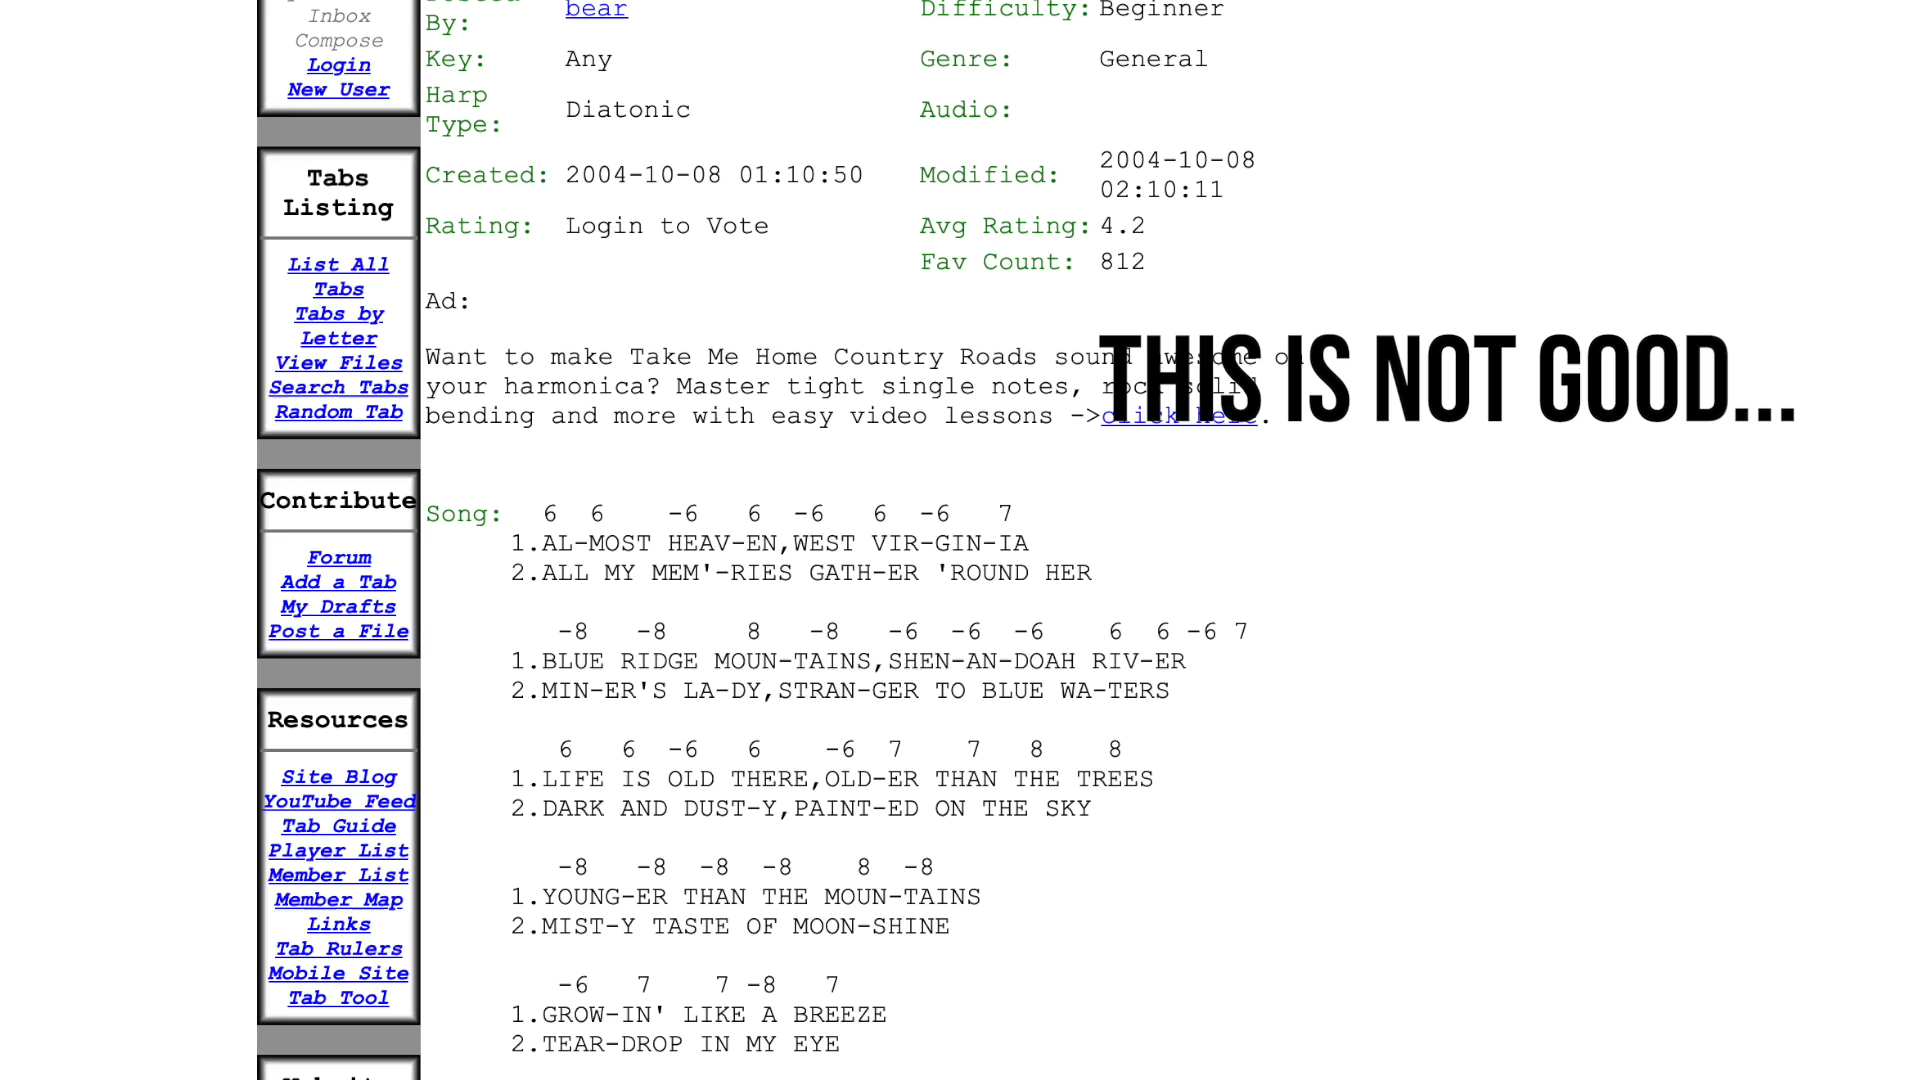 Inbox
Compose
Login
New User
Tabs
Listing
List All
Tabs
Tabs by
Letter
View Files
Search Tabs
Random Tab
Contribute
Forum
Add a Tab
My Drafts
Post a File
Resources
Site Blog
YouTube Feed
Tab Guide
Player List
Member List
Member Map
Links
Tab Rulers
Mobile Site
Tab Tool
By: bear Difficulty: Beginner
Key: Any Genre: General
Harp
Type: Diatonic Audio:
Created: 2004-10-08 01:10:50 Modified: 2004-10-08
02:10:11
Rating: Login to Vote Avg Rating: 4.2
Fav Count: 812
Ad:
Want to make Take Me Home Country Roads sound awesome on
your harmonica? Master tight single notes, rock solid
bending and more with easy video lessons ->click here.
THIS IS NOT GOOD...
Song: 6 6 -6 6 -6 6 -6 7
1.AL-MOST HEAV-EN,WEST VIR-GIN-IA
2.ALL MY MEM'-RIES GATH-ER 'ROUND HER
-8 -8 8 -8 -6 -6 -6 6 6 -6 7
1.BLUE RIDGE MOUN-TAINS,SHEN-AN-DOAH RIV-ER
2.MIN-ER'S LA-DY,STRAN-GER TO BLUE WA-TERS
6 6 -6 6 -6 7 7 8 8
1.LIFE IS OLD THERE,OLD-ER THAN THE TREES
2.DARK AND DUST-Y,PAINT-ED ON THE SKY
-8 -8 -8 -8 8 -8
1.YOUNG-ER THAN THE MOUN-TAINS
2.MIST-Y TASTE OF MOON-SHINE
-6 7 7 -8 7
1.GROW-IN' LIKE A BREEZE
2.TEAR-DROP IN MY EYE